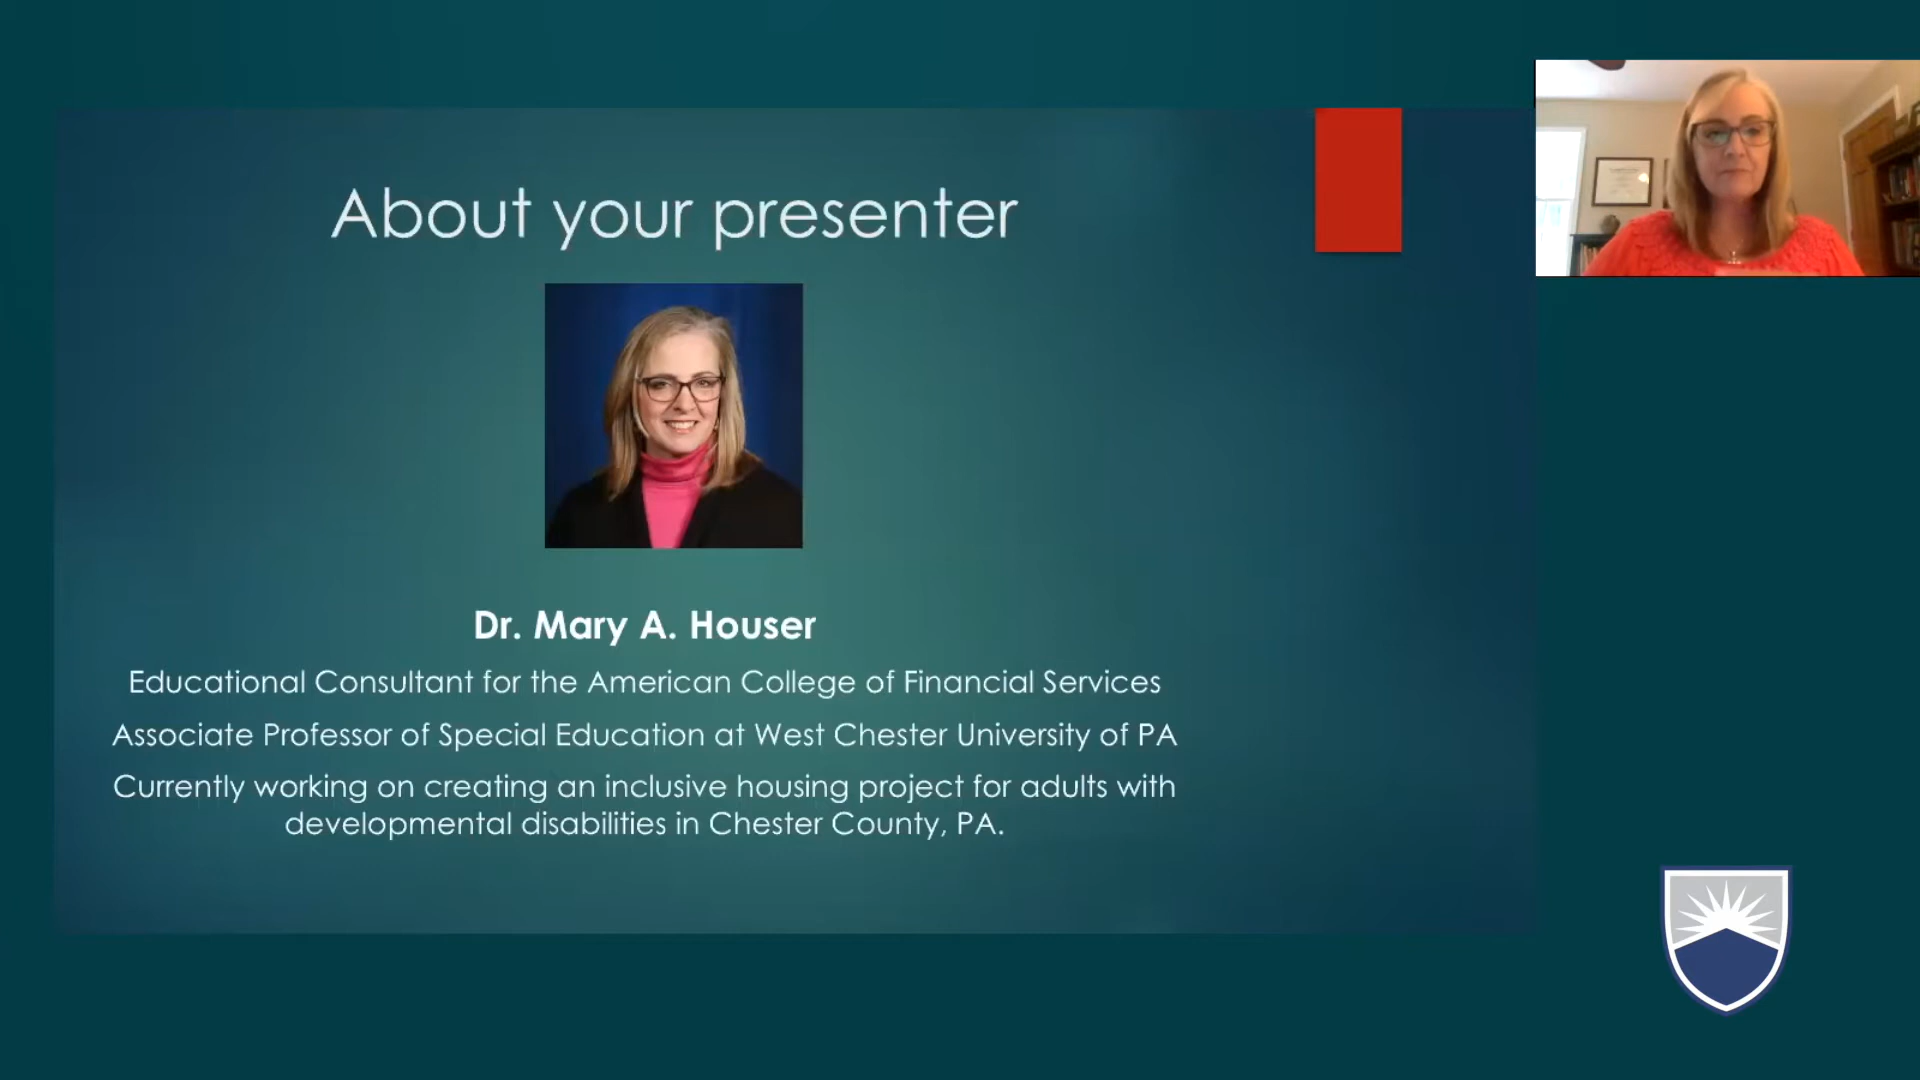 About your presenter
Dr. Mary A. Houser
Educational Consultant for the American College of Financial Services
Associate Professor of Special Education at West Chester University of PA
Currently working on creating an inclusive housing project for adults with
developmental disabilities in Chester County, PA.